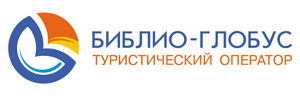 БИБЛИО-ГЛОБУС
ТУРИСТИЧЕСКИЙ ОПЕРАТОР